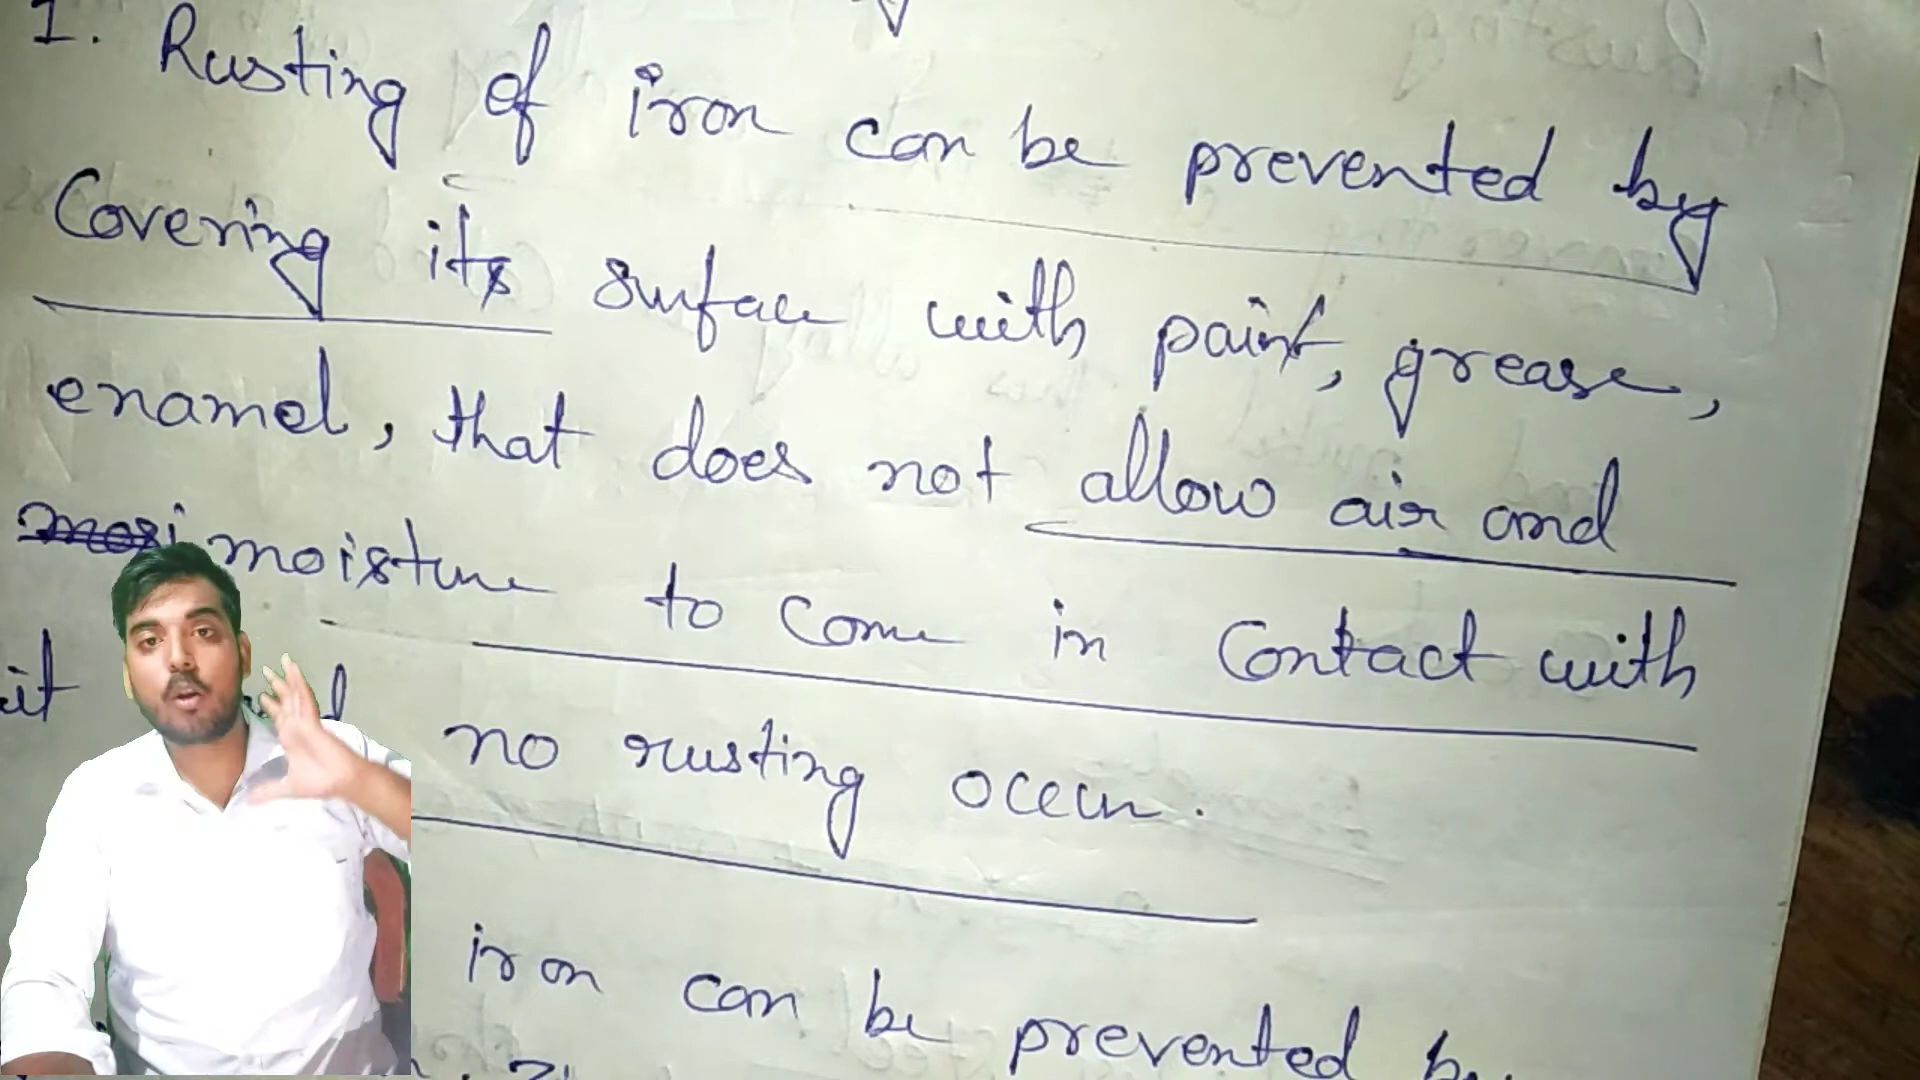 1. Rusting of iron can be prevented by
Covering its surface with paint, grease,
enamel, that does not allow air and
moisture to come in Contact with
it no rusting occur.
iron can be prevented by